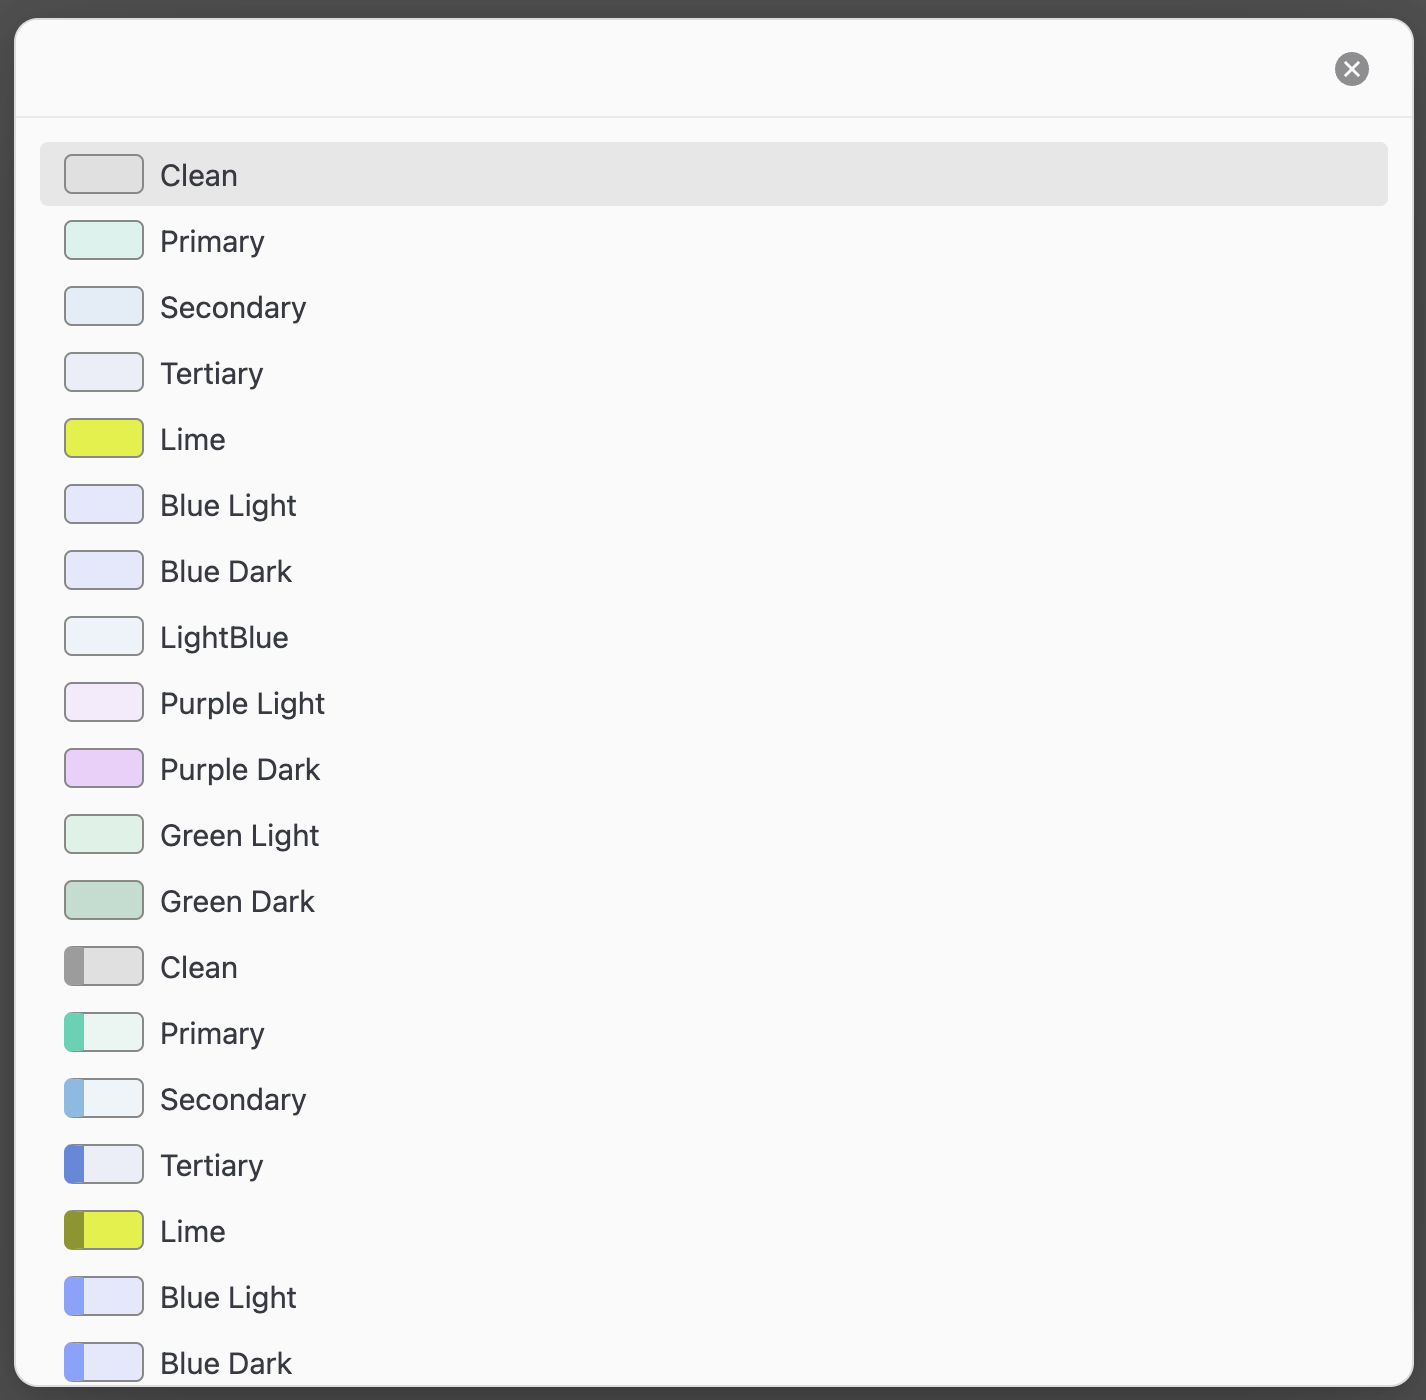 Clean
Primary
Secondary
Tertiary
Lime
Blue Light
Blue Dark
LightBlue
Purple Light
Purple Dark
Green Light
Green Dark
Clean
Primary
Secondary
Tertiary
Lime
Blue Light
Blue Dark